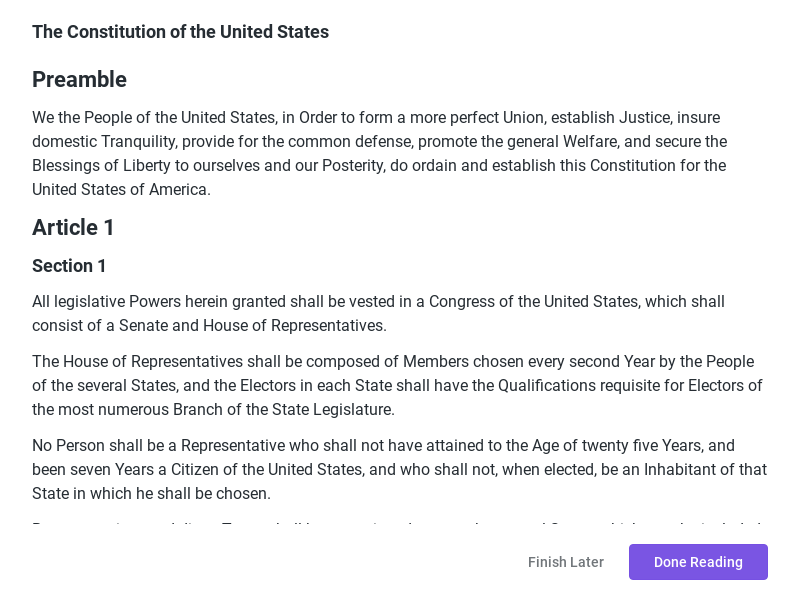 The Constitution of the United States
Preamble
We the People of the United States, in Order to form a more perfect Union, establish Justice, insure
domestic Tranquility, provide for the common defense, promote the general Welfare, and secure the
Blessings of Liberty to ourselves and our Posterity, do ordain and establish this Constitution for the
United States of America.
Article 1
Section 1
All legislative Powers herein granted shall be vested in a Congress of the United States, which shall
consist of a Senate and House of Representatives.
The House of Representatives shall be composed of Members chosen every second Year by the People
of the several States, and the Electors in each State shall have the Qualifications requisite for Electors of
the most numerous Branch of the State Legislature.
No Person shall be a Representative who shall not have attained to the Age of twenty five Years, and
been seven Years a Citizen of the United States, and who shall not, when elected, be an Inhabitant of that
State in which he shall be chosen.
Finish Later
Done Reading